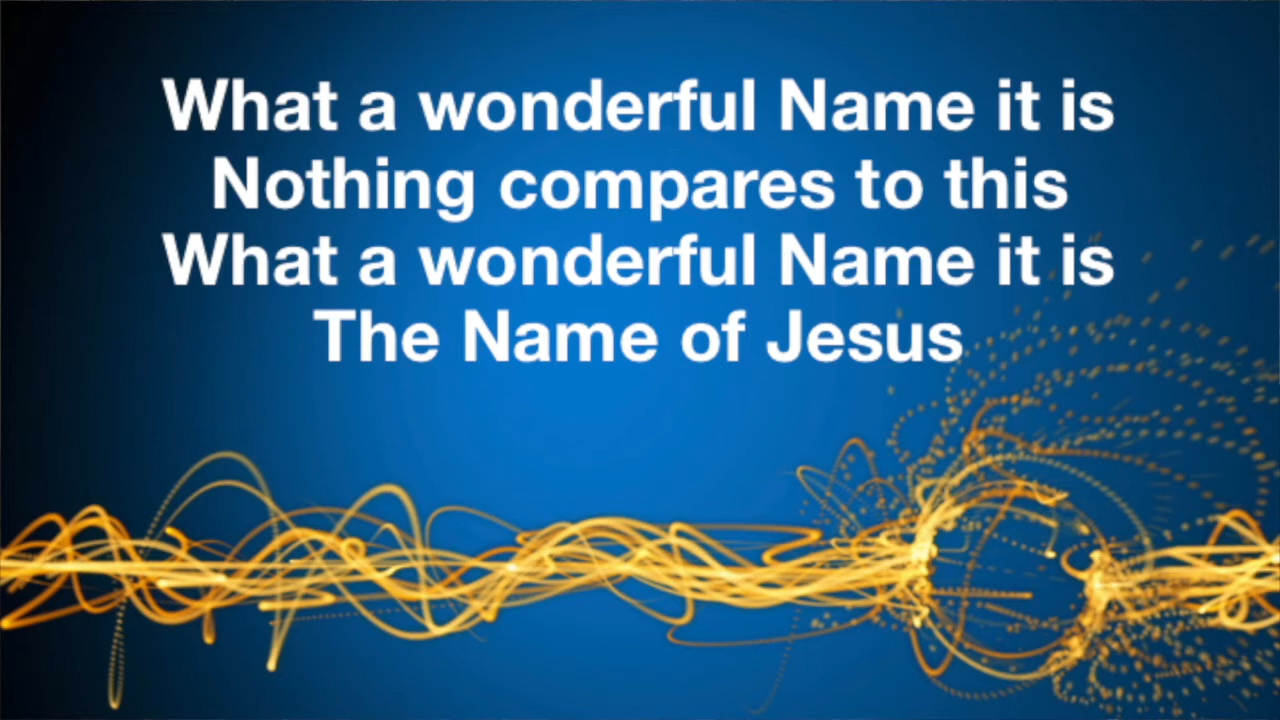 What a wonderful Name it is
Nothing compares to this
What a wonderful Name it is
The Name of Jesus